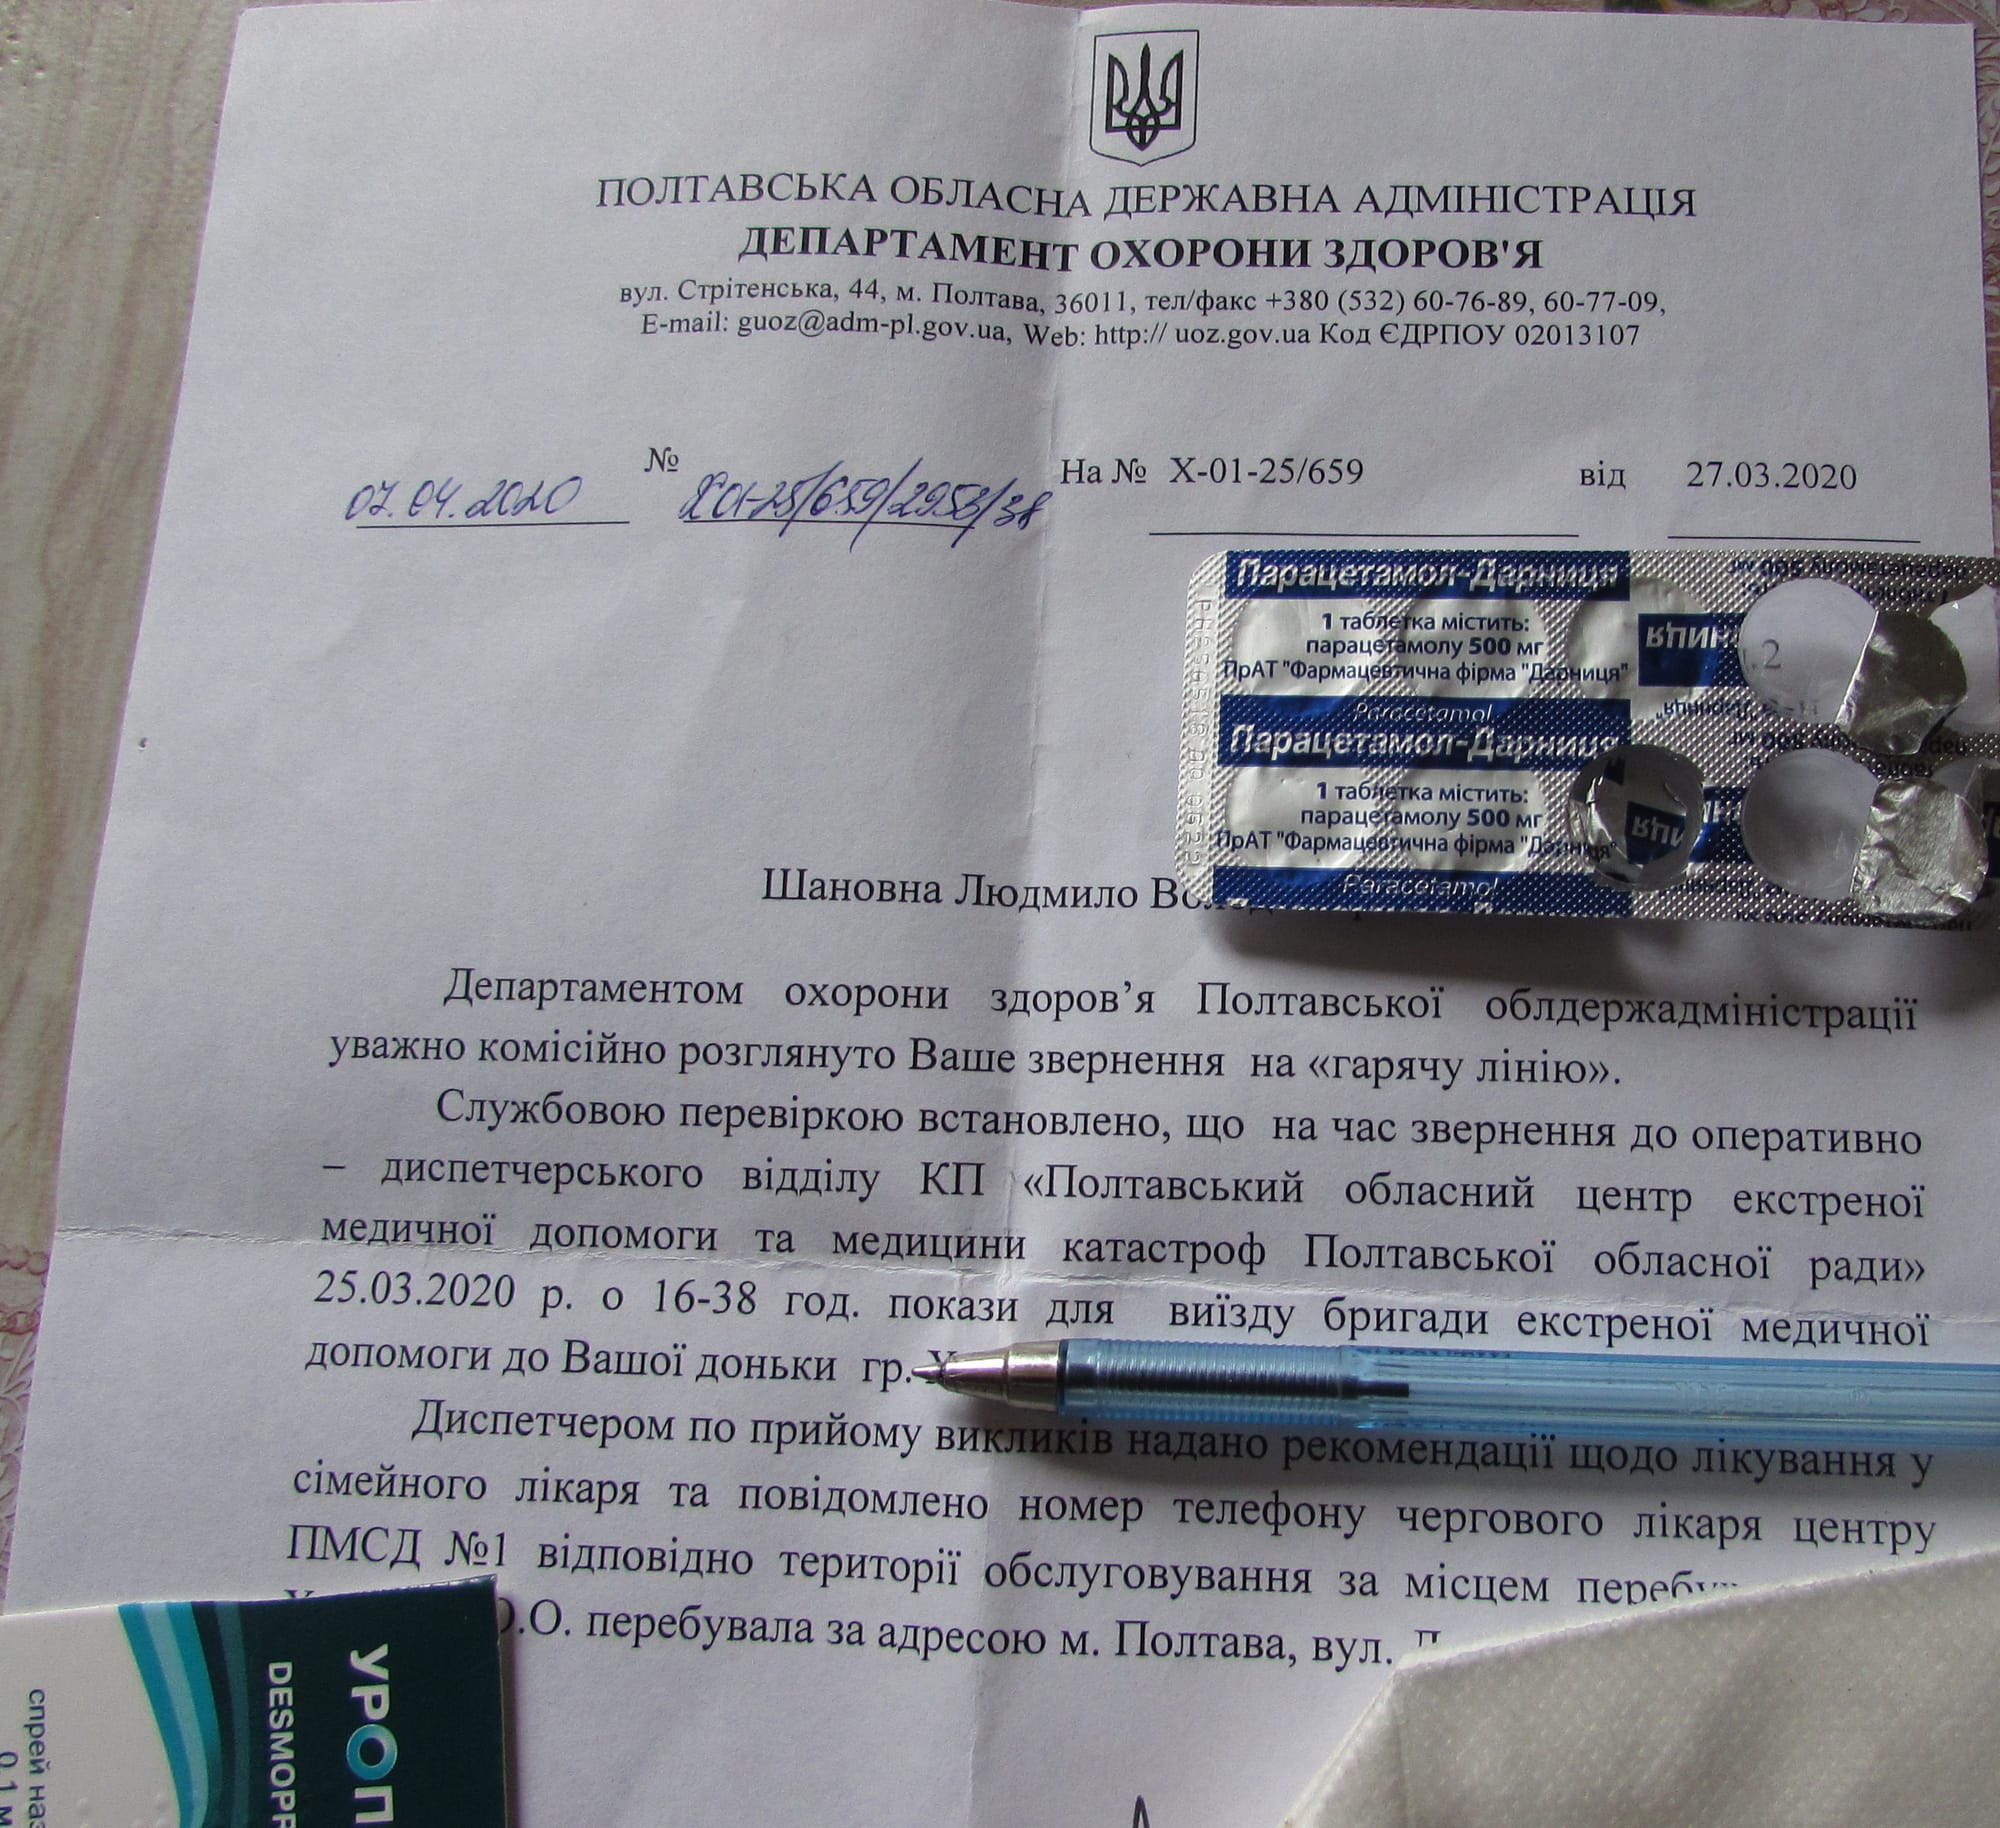 ПОЛТАВСЬКА ОБЛАСНА ДЕРЖАВНА АДМІНІСТРАЦІЯ
ДЕПАРТАМЕНТ ОХОРОНИ ЗДОРОВ'Я
вул. Стрітенська, 44, м. Полтава, 36011, тел/факс +380 (532) 60-76-89, 60-77-09,
E-mail: guoz@adm-pl.gov.ua, Web: http:// uoz.gov.ua Код ЄДРПОУ 02013107
07.04.2020 № Х01-25/659/2953/38 На № Х-01-25/659 від 27.03.2020
Парацетамол-Дарниця
1 таблетка містить:
парацетамолу 500 мг
ПрАТ "Фармацевтична фірма "Дарниця"
Paracetamol
Парацетамол-Дарниця
1 таблетка містить:
парацетамолу 500 мг
ПрАТ "Фармацевтична фірма "Дарниця"
Paracetamol
Шановна Людмило
Департаментом охорони здоров’я Полтавської облдержадміністрації
уважно комісійно розглянуто Ваше звернення на «гарячу лінію».
Службовою перевіркою встановлено, що на час звернення до оперативно
– диспетчерського відділу КП «Полтавський обласний центр екстреної
медичної допомоги та медицини катастроф Полтавської обласної ради»
25.03.2020 р. о 16-38 год. покази для виїзду бригади екстреної медичної
допомоги до Вашої доньки гр.
Диспетчером по прийому викликів надано рекомендації щодо лікування у
сімейного лікаря та повідомлено номер телефону чергового лікаря центру
ПМСД №1 відповідно території обслуговування за місцем
О.О. перебувала за адресою м. Полтава, вул.
УРОП
DESMOPR
спрей наз
0,1 м